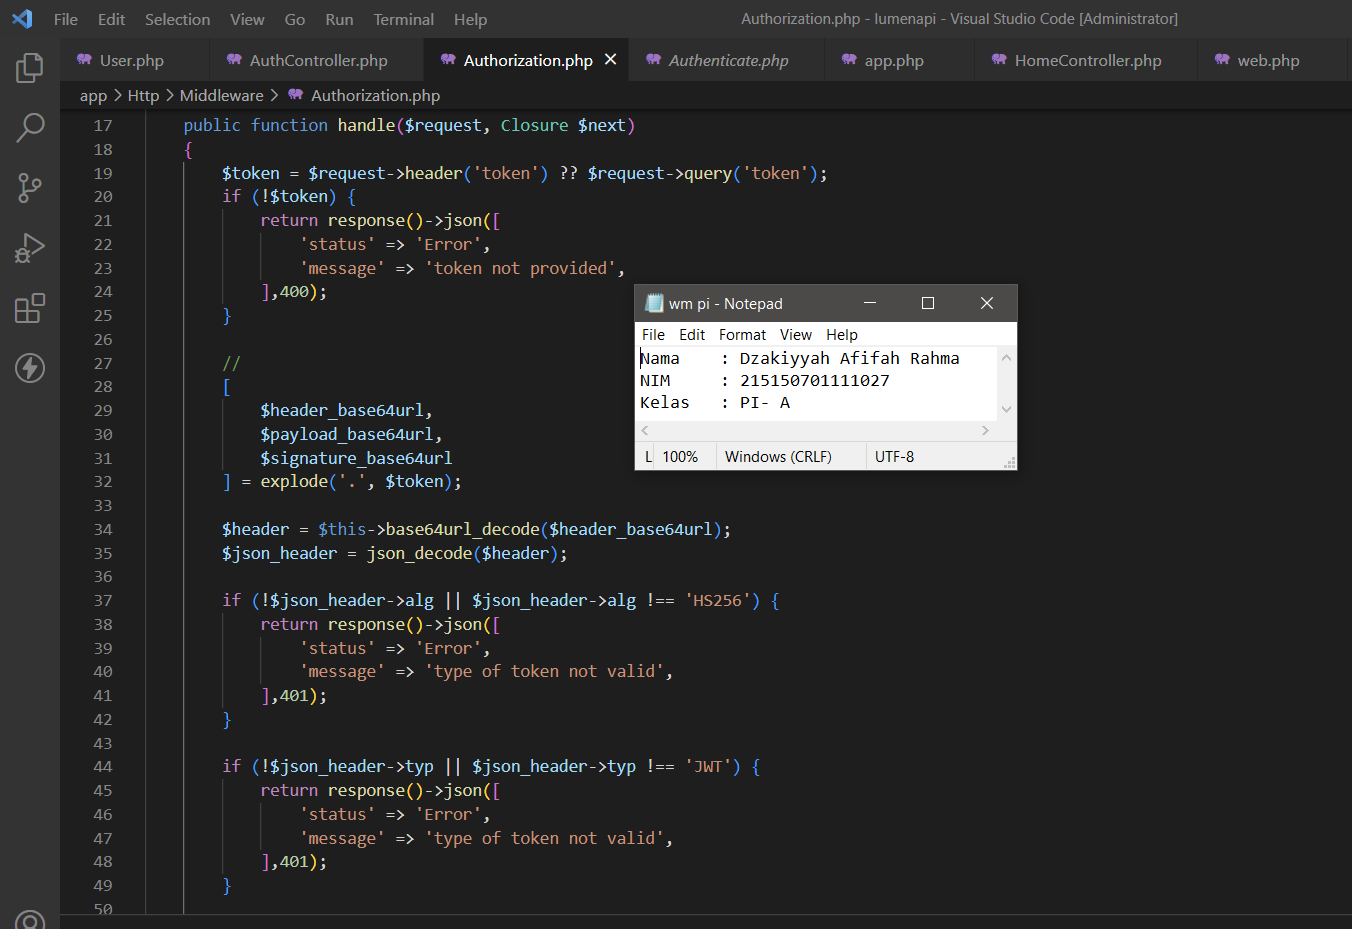 File Edit Selection View Go Run Terminal Help
Authorization.php - lumenapi - Visual Studio Code [Administrator]
User.php AuthController.php Authorization.php Authenticate.php app.php HomeController.php web.php
app > Http > Middleware > Authorization.php
17 public function handle($request, Closure $next)
18 {
19 $token = $request->header('token') ?? $request->query('token');
20 if (!$token) {
21 return response()->json([
22 'status' => 'Error',
23 'message' => 'token not provided',
24 ],400);
25 }
26
27 //
28 [
29 $header_base64url,
30 $payload_base64url,
31 $signature_base64url
32 ] = explode('.', $token);
33
34 $header = $this->base64url_decode($header_base64url);
35 $json_header = json_decode($header);
36
37 if (!$json_header->alg || $json_header->alg !== 'HS256') {
38 return response()->json([
39 'status' => 'Error',
40 'message' => 'type of token not valid',
41 ],401);
42 }
43
44 if (!$json_header->typ || $json_header->typ !== 'JWT') {
45 return response()->json([
46 'status' => 'Error',
47 'message' => 'type of token not valid',
48 ],401);
49 }
50
wm pi - Notepad
File Edit Format View Help
Nama : Dzakiyyah Afifah Rahma
NIM : 215150701111027
Kelas : PI- A
L 100% Windows (CRLF) UTF-8